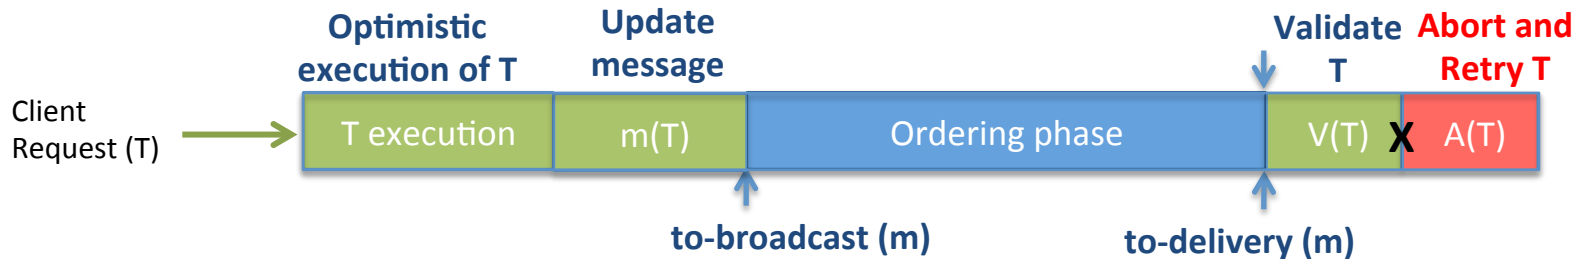 Optimistic
execution of T
Update
message
Validate
T
Abort and
Retry T
Client
Request (T)
T execution
m(T)
Ordering phase
V(T)
X
A(T)
to-broadcast (m)
to-delivery (m)